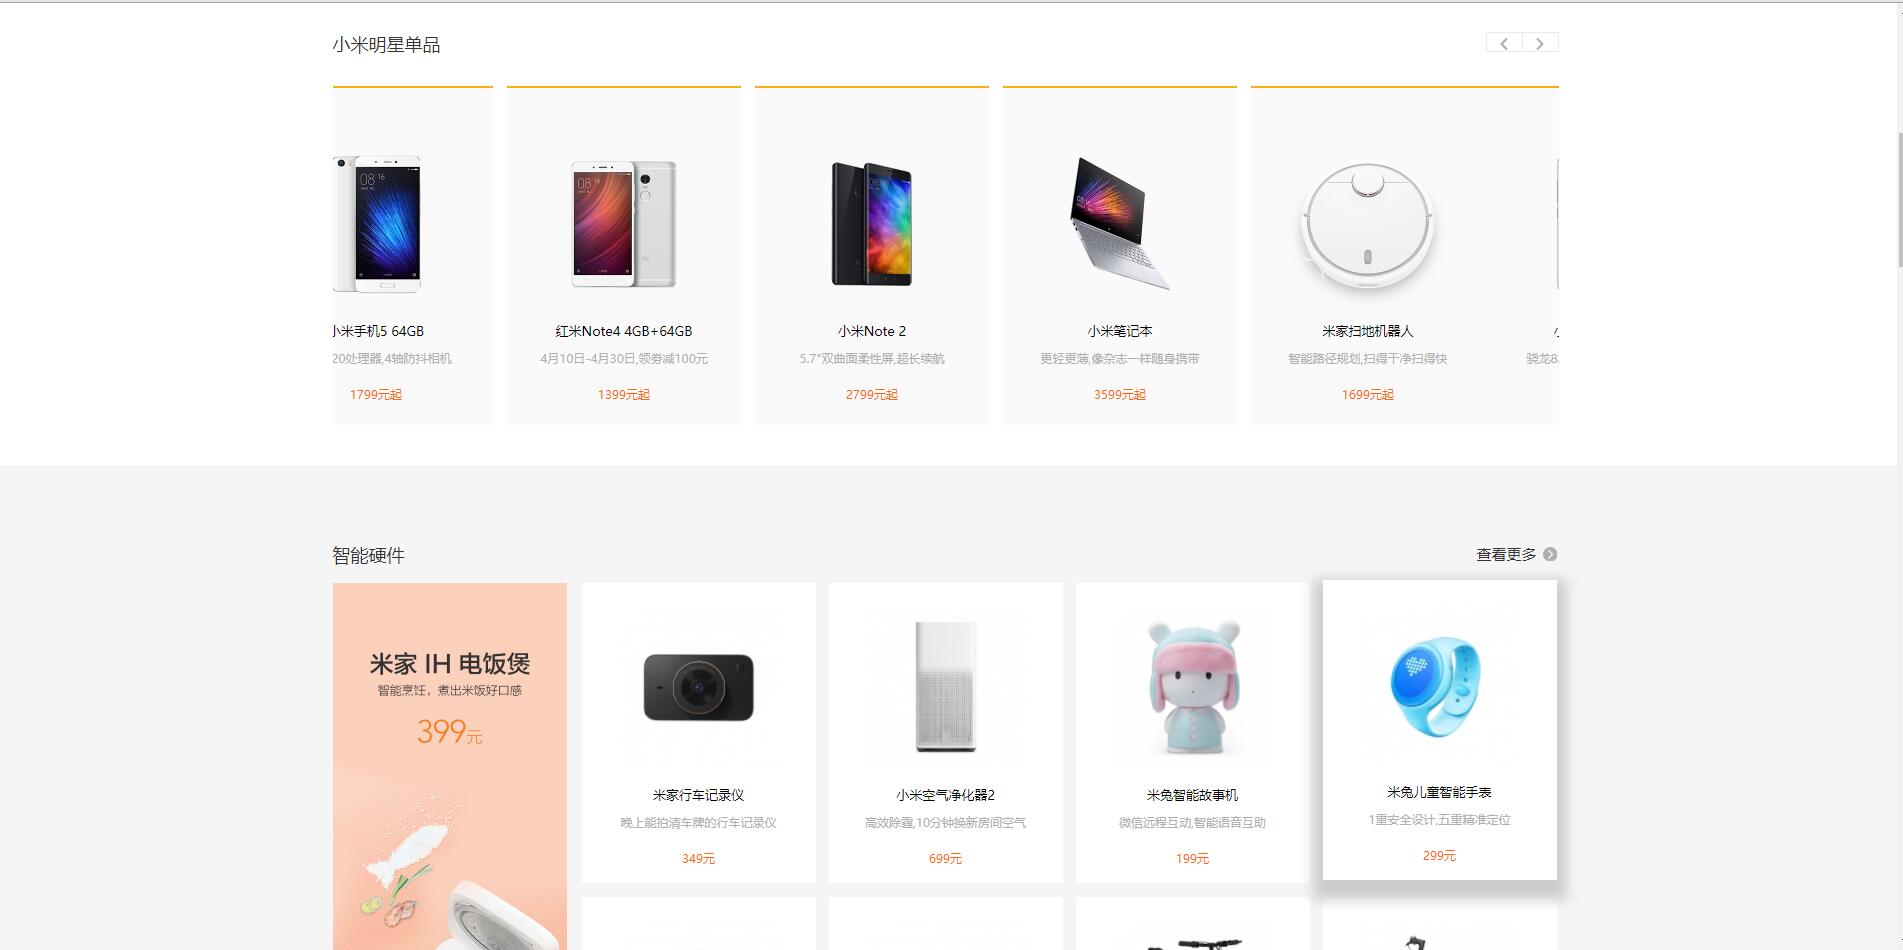 小米明星单品
小米手机5 64GB
20处理器,4轴防抖相机
1799元起
红米Note4 4GB+64GB
4月10日-4月30日,领券减100元
1399元起
小米Note 2
5.7"双曲面柔性屏,超长续航
2799元起
小米笔记本
更轻更薄,像杂志一样随身携带
3599元起
米家扫地机器人
智能路径规划,扫得干净扫得快
1699元起
骁龙8
智能硬件
查看更多
米家 IH 电饭煲
智能烹饪，煮出米饭好口感
399元
米家行车记录仪
晚上能拍清车牌的行车记录仪
349元
小米空气净化器2
高效除霾,10分钟换新房间空气
699元
米兔智能故事机
微信远程互动,智能语音互助
199元
米兔儿童智能手表
1重安全设计,五重精准定位
299元